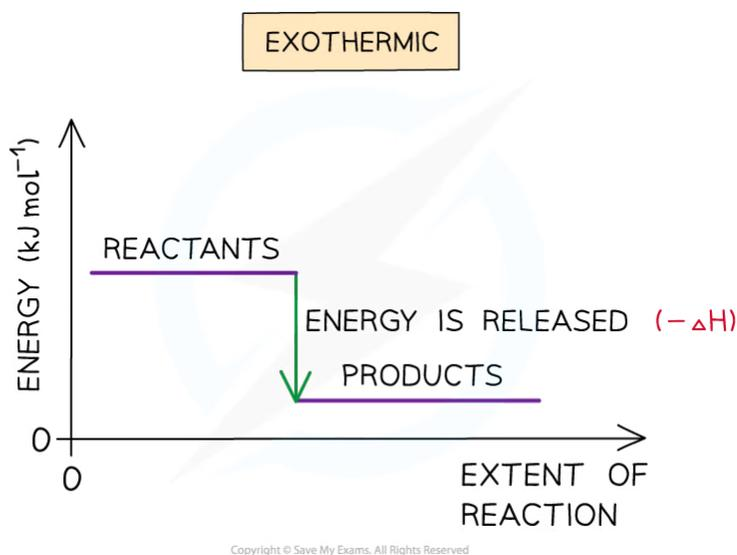 EXOTHERMIC
ENERGY (kJ mol⁻¹)
REACTANTS
ENERGY IS RELEASED (-△H)
PRODUCTS
0
0
EXTENT OF
REACTION
Copyright © Save My Exams. All Rights Reserved